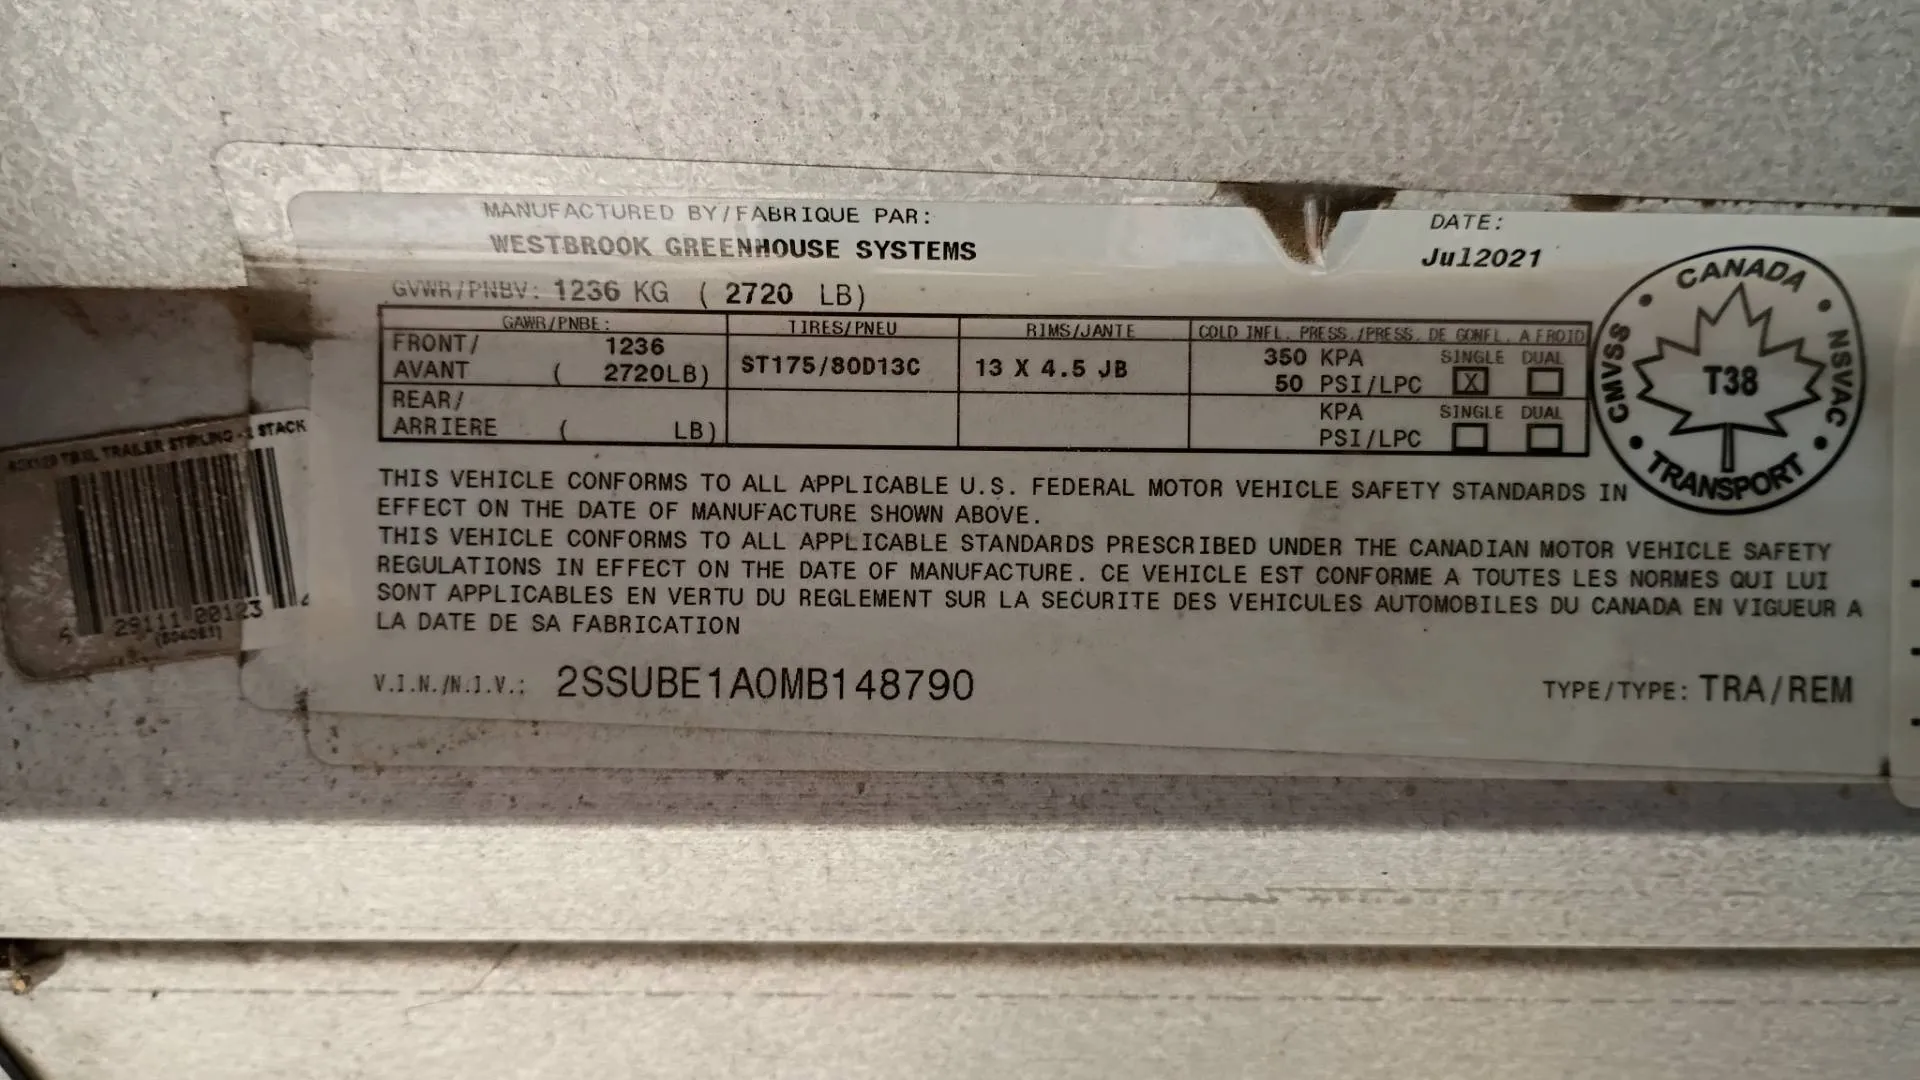 MANUFACTURED BY/FABRIQUE PAR:
WESTBROOK GREENHOUSE SYSTEMS
DATE:
Jul2021
GVWR/PNBV: 1236 KG ( 2720 LB)
GAWR/PNBE: TIRES/PNEU RIMS/JANTE COLD INFL. PRESS./PRESS. DE GONFL. A FROID
FRONT/ 1236 350 KPA SINGLE DUAL
AVANT ( 2720LB) ST175/80D13C 13 X 4.5 JB 50 PSI/LPC X
REAR/ KPA SINGLE DUAL
ARRIERE ( LB) PSI/LPC
CANADA
CMVSS
T38
NSVAC
TRANSPORT
THIS VEHICLE CONFORMS TO ALL APPLICABLE U.S. FEDERAL MOTOR VEHICLE SAFETY STANDARDS IN
EFFECT ON THE DATE OF MANUFACTURE SHOWN ABOVE.
THIS VEHICLE CONFORMS TO ALL APPLICABLE STANDARDS PRESCRIBED UNDER THE CANADIAN MOTOR VEHICLE SAFETY
REGULATIONS IN EFFECT ON THE DATE OF MANUFACTURE. CE VEHICLE EST CONFORME A TOUTES LES NORMES QUI LUI
SONT APPLICABLES EN VERTU DU REGLEMENT SUR LA SECURITE DES VEHICULES AUTOMOBILES DU CANADA EN VIGUEUR A
LA DATE DE SA FABRICATION
V.I.N./N.I.V.: 2SSUBE1A0MB148790
TYPE/TYPE: TRA/REM
TRAILER STIRLING - STACK
29111 00123